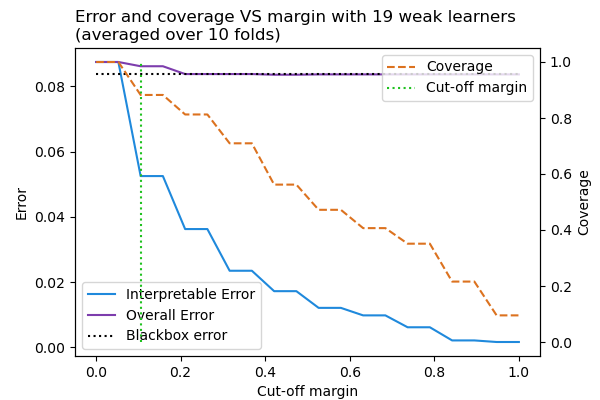 Error and coverage VS margin with 19 weak learners
(averaged over 10 folds)
Error
0.08
0.06
0.04
0.02
0.00
Coverage
Cut-off margin
Interpretable Error
Overall Error
Blackbox error
1.0
0.8
0.6
0.4
0.2
0.0
Coverage
0.0 0.2 0.4 0.6 0.8 1.0
Cut-off margin